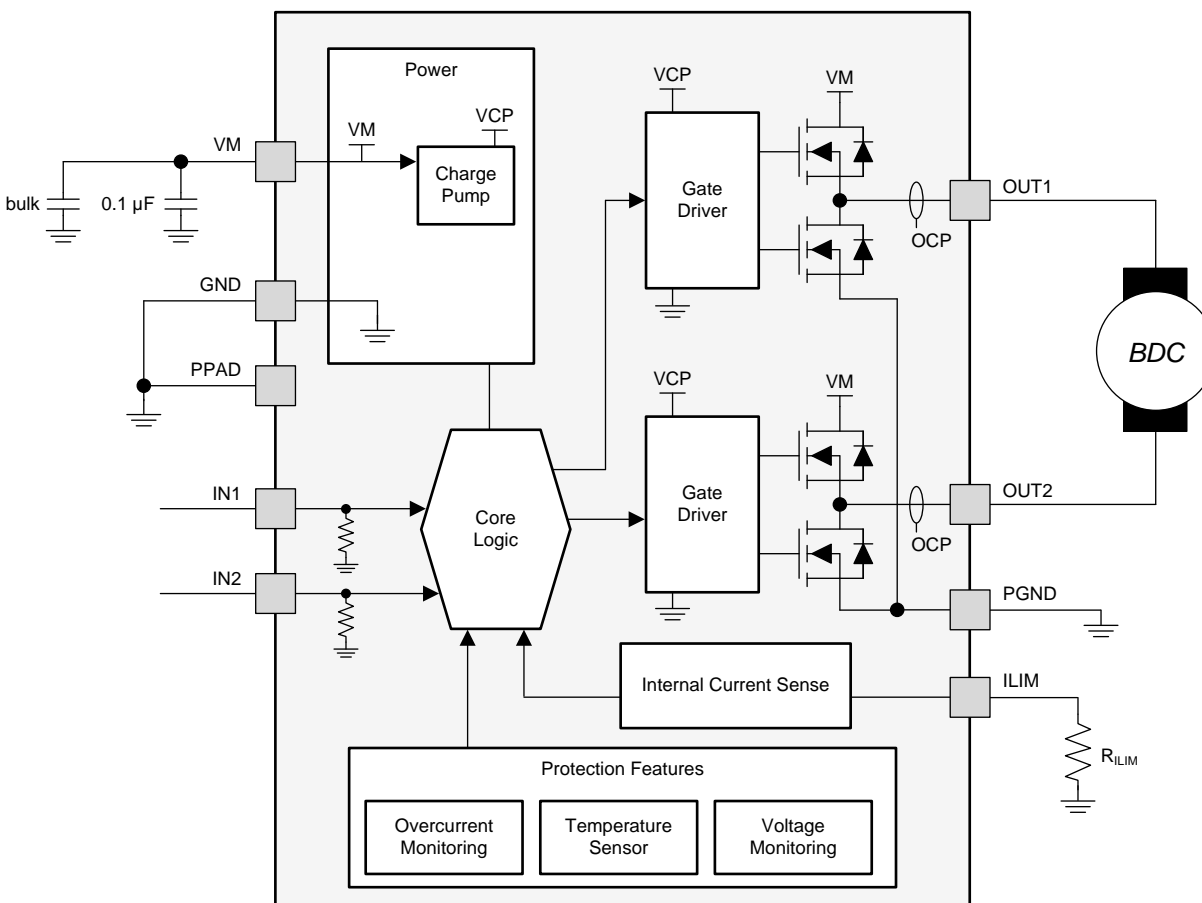 Power
VCP
VM
VCP
VM
VM
Charge
Pump
Gate
Driver
OUT1
bulk
0.1 µF
OCP
GND
BDC
PPAD
VCP
VM
IN1
Core
Logic
Gate
Driver
OUT2
OCP
IN2
PGND
Internal Current Sense
ILIM
RILIM
Protection Features
Overcurrent
Monitoring
Temperature
Sensor
Voltage
Monitoring